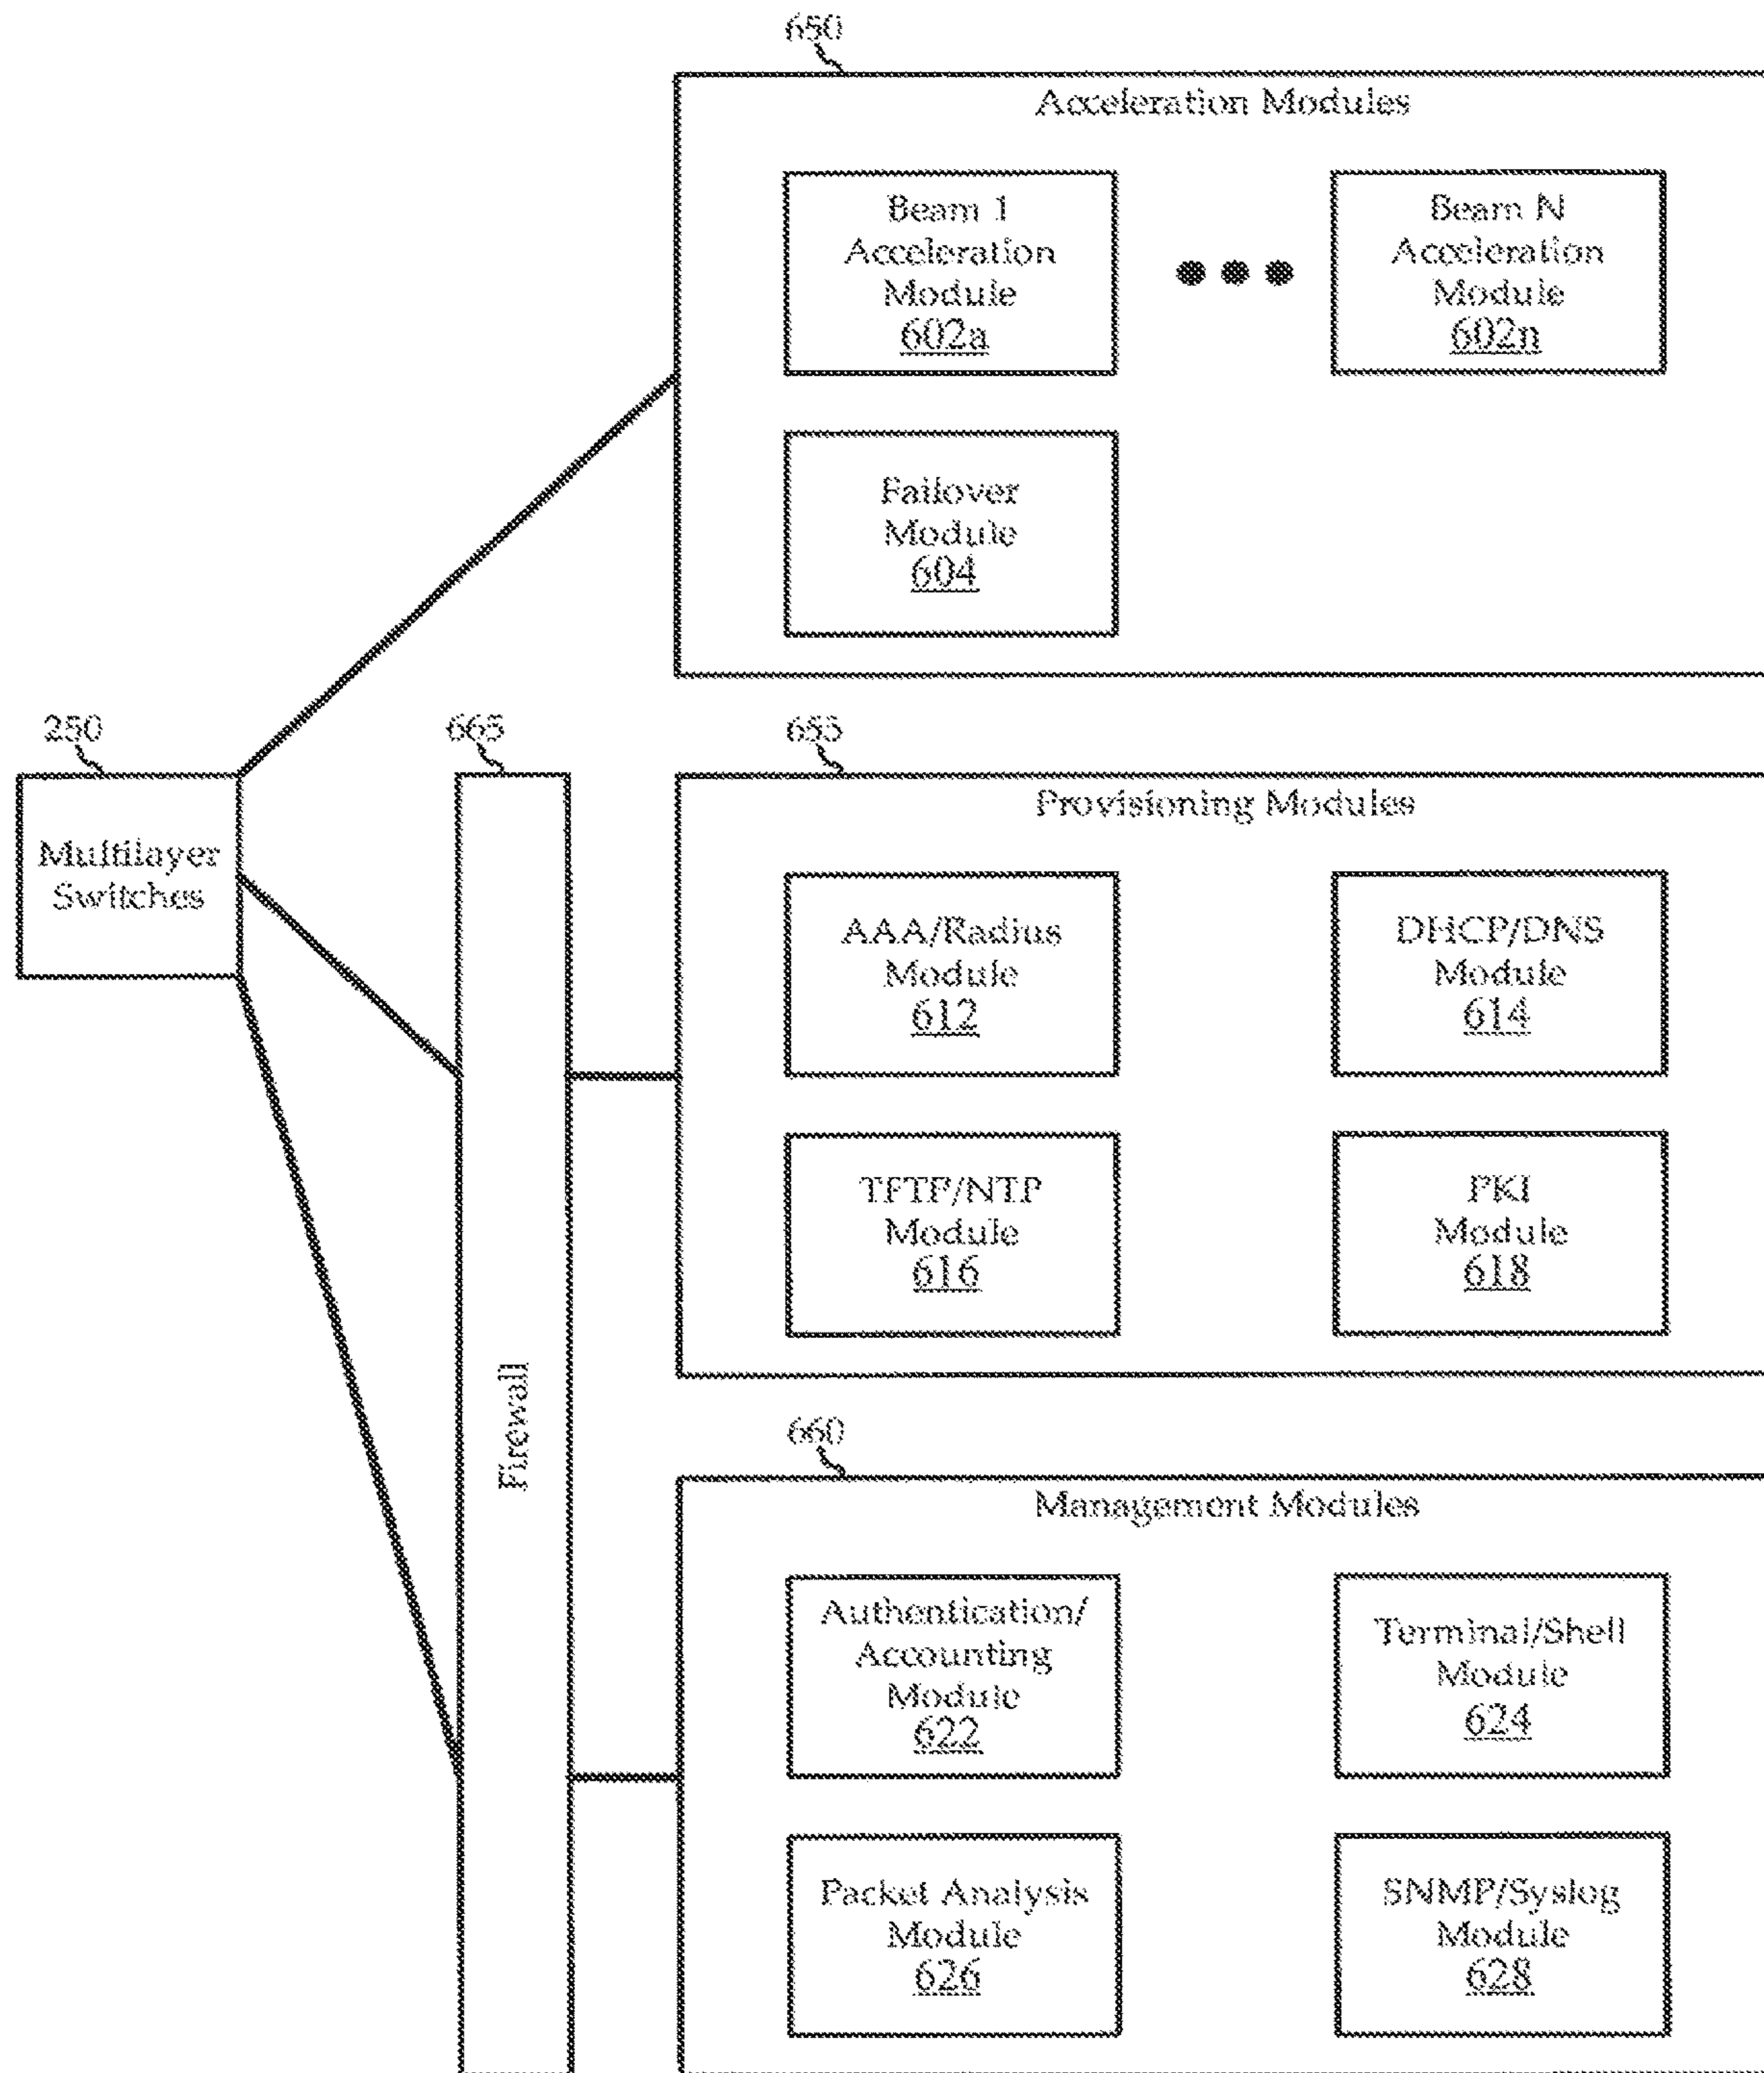 650
Acceleration Modules
Beam 1
Acceleration
Module
602a
Beam N
Acceleration
Module
602n
Failover
Module
604
250
Multilayer
Switches
665
Firewall
655
Provisioning Modules
AAA/Radius
Module
612
DHCP/DNS
Module
614
TFTP/NTP
Module
616
PKI
Module
618
660
Management Modules
Authentication/
Accounting
Module
622
Terminal/Shell
Module
624
Packet Analysis
Module
626
SNMP/Syslog
Module
628